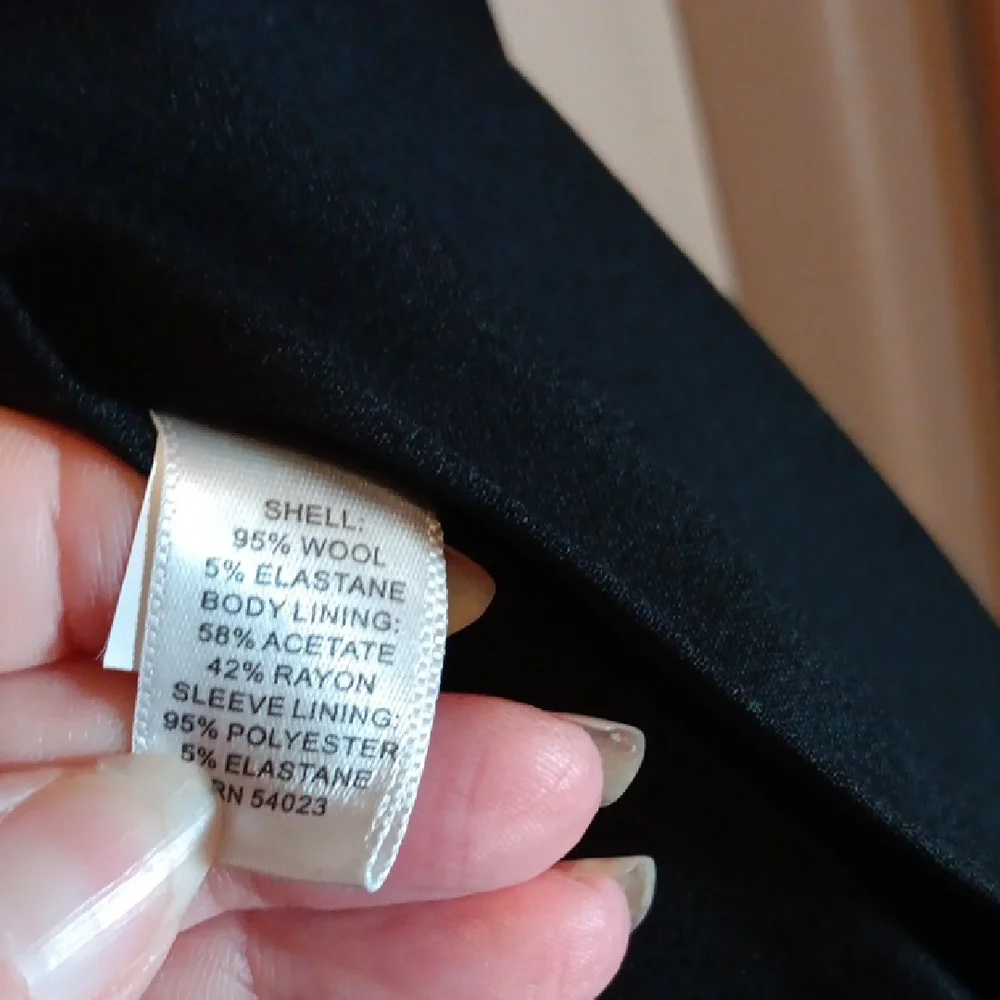 SHELL:
95% WOOL
5% ELASTANE
BODY LINING:
58% ACETATE
42% RAYON
SLEEVE LINING:
95% POLYESTER
5% ELASTANE
RN 54023